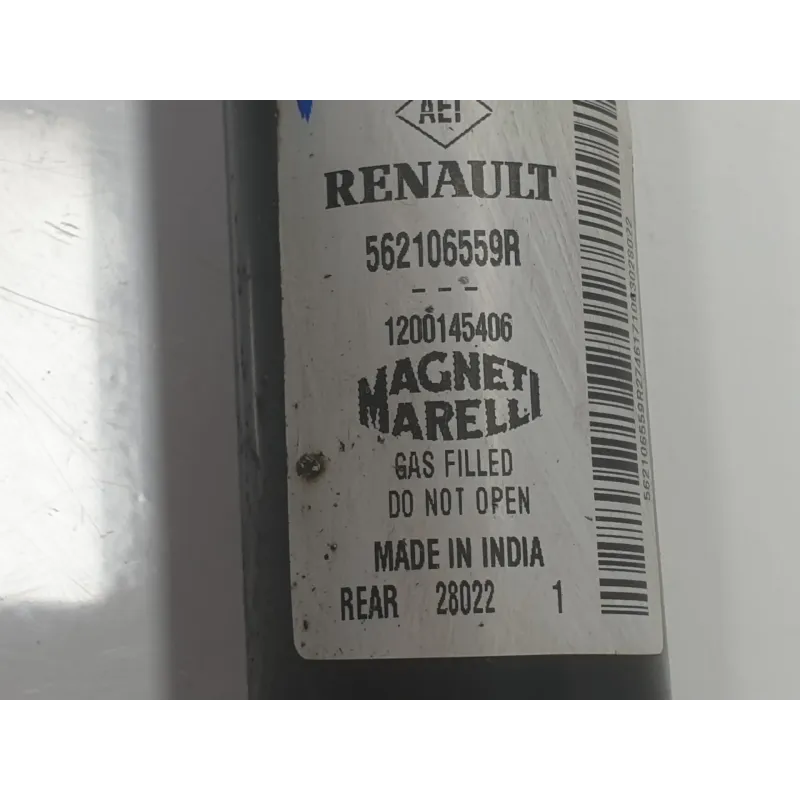 AEI
RENAULT
562106559R
- - -
1200145406
MAGNETI
MARELLI
GAS FILLED
DO NOT OPEN
MADE IN INDIA
REAR 28022 1